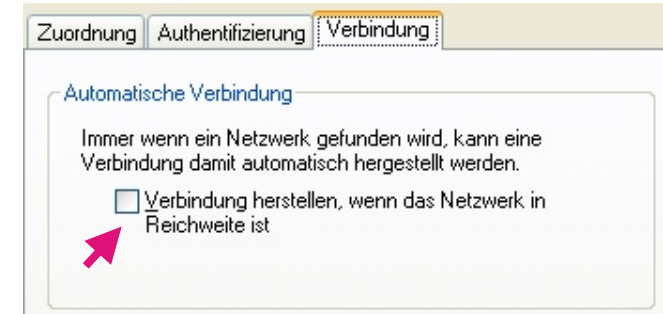 Zuordnung Authentifizierung Verbindung
Automatische Verbindung
Immer wenn ein Netzwerk gefunden wird, kann eine
Verbindung damit automatisch hergestellt werden.
Verbindung herstellen, wenn das Netzwerk in
Reichweite ist